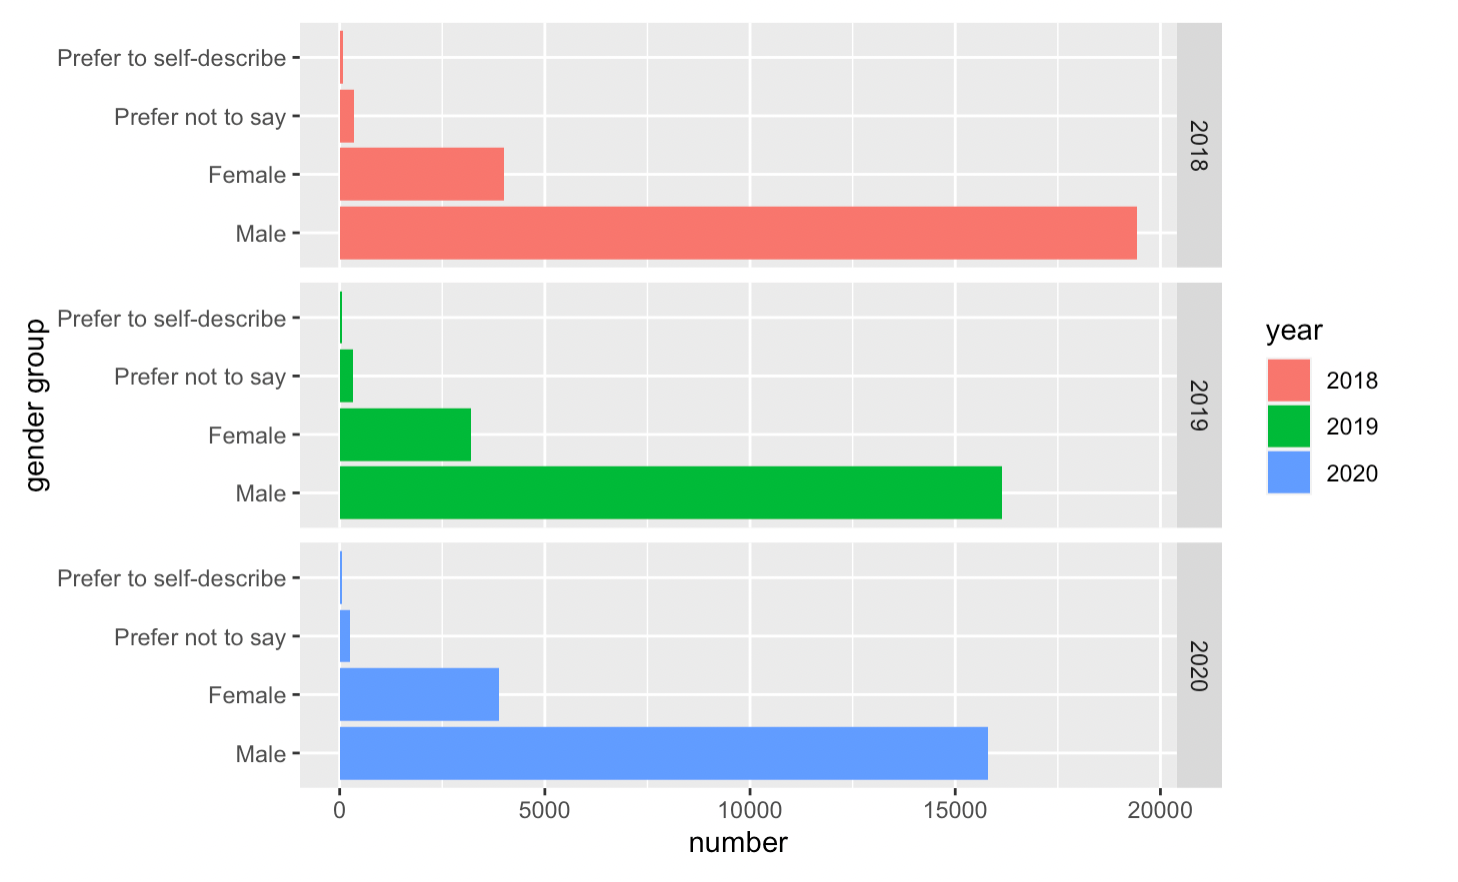 Prefer to self-describe
Prefer not to say
Female
Male
2018
Prefer to self-describe
Prefer not to say
Female
Male
2019
Prefer to self-describe
Prefer not to say
Female
Male
2020
gender group
0 5000 10000 15000 20000
number
year
2018
2019
2020